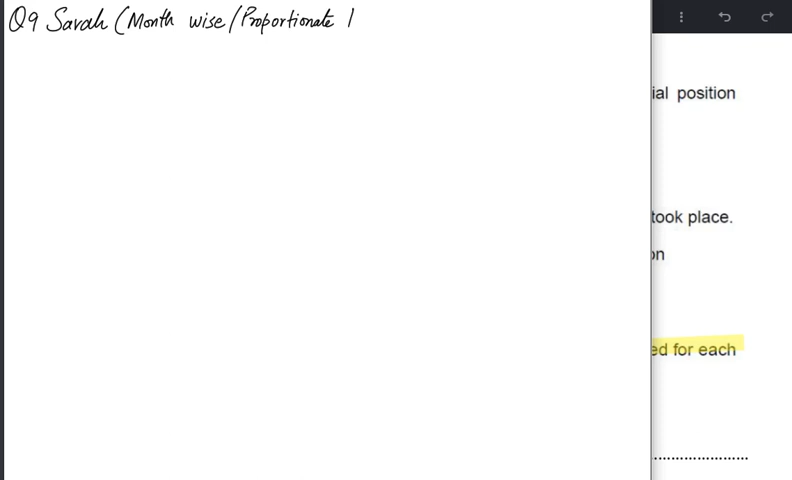 Q9 Sarah (Month wise/Proportionate
ial position
took place.
on
ed for each